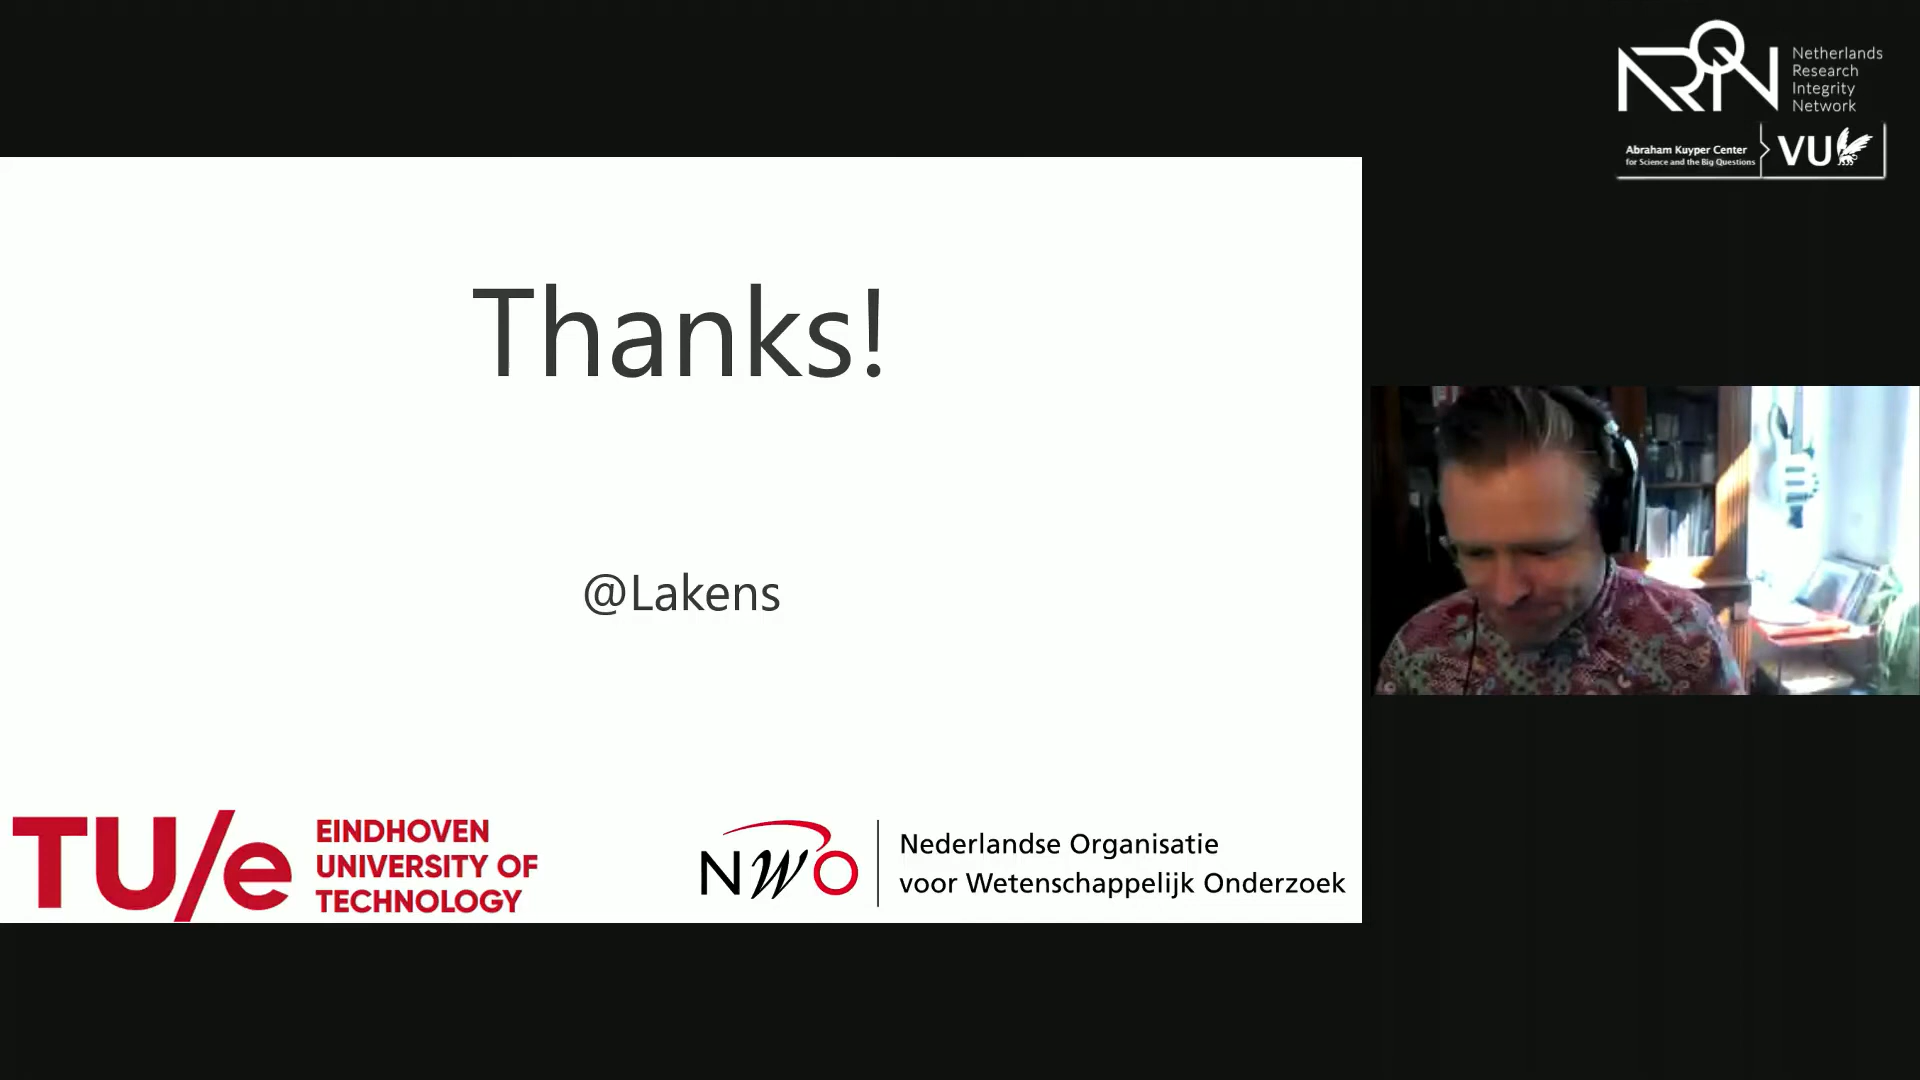 NRIN
Netherlands
Research
Integrity
Network
Abraham Kuyper Center
for Science and the Big Questions
VU
Thanks!
@Lakens
TU/e
EINDHOVEN
UNIVERSITY OF
TECHNOLOGY
NWO
Nederlandse Organisatie
voor Wetenschappelijk Onderzoek